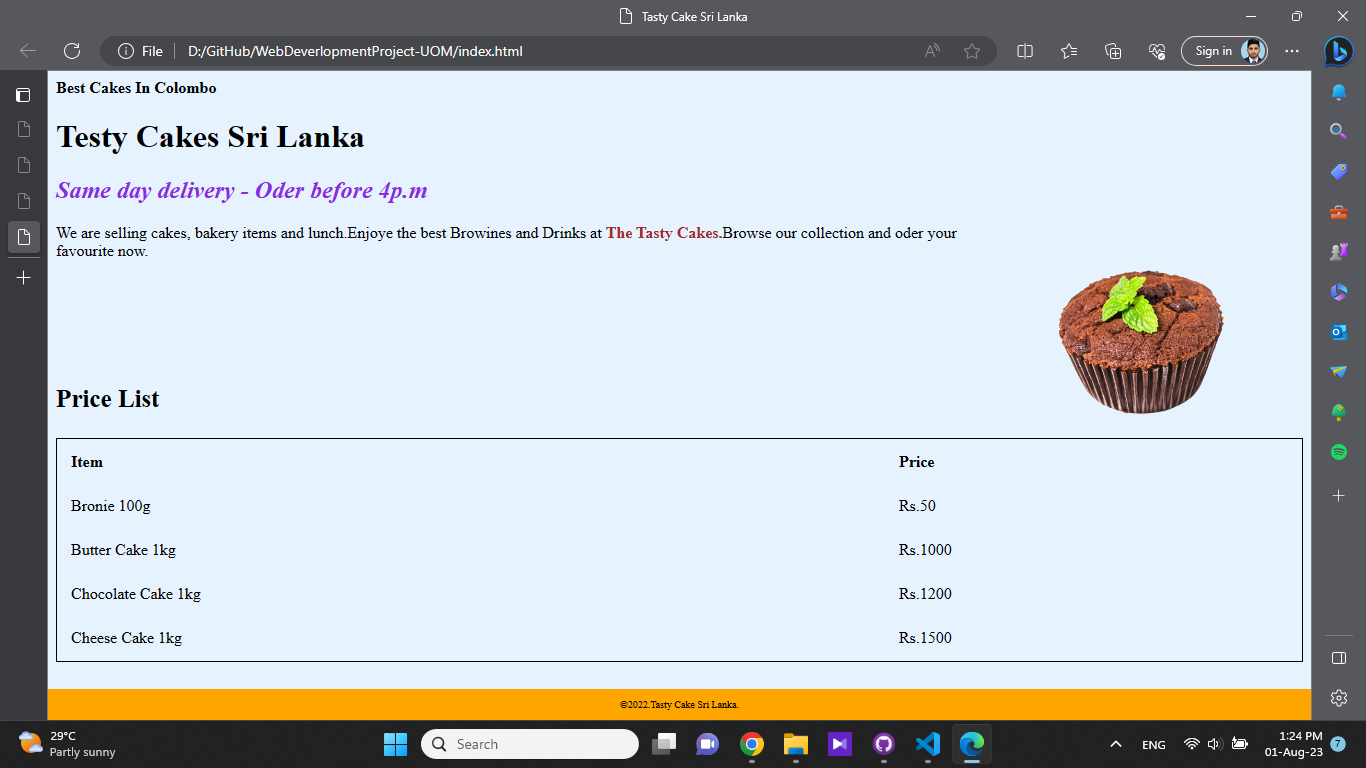 Tasty Cake Sri Lanka
File
D:/GitHub/WebDeverlopmentProject-UOM/index.html
Sign in
Best Cakes In Colombo
Testy Cakes Sri Lanka
Same day delivery - Oder before 4p.m
We are selling cakes, bakery items and lunch.Enjoye the best Browines and Drinks at The Tasty Cakes.Browse our collection and oder your
favourite now.
Price List
Item Price
Bronie 100g Rs.50
Butter Cake 1kg Rs.1000
Chocolate Cake 1kg Rs.1200
Cheese Cake 1kg Rs.1500
©2022.Tasty Cake Sri Lanka.
29°C
Partly sunny
Search
ENG
1:24 PM
01-Aug-23
7